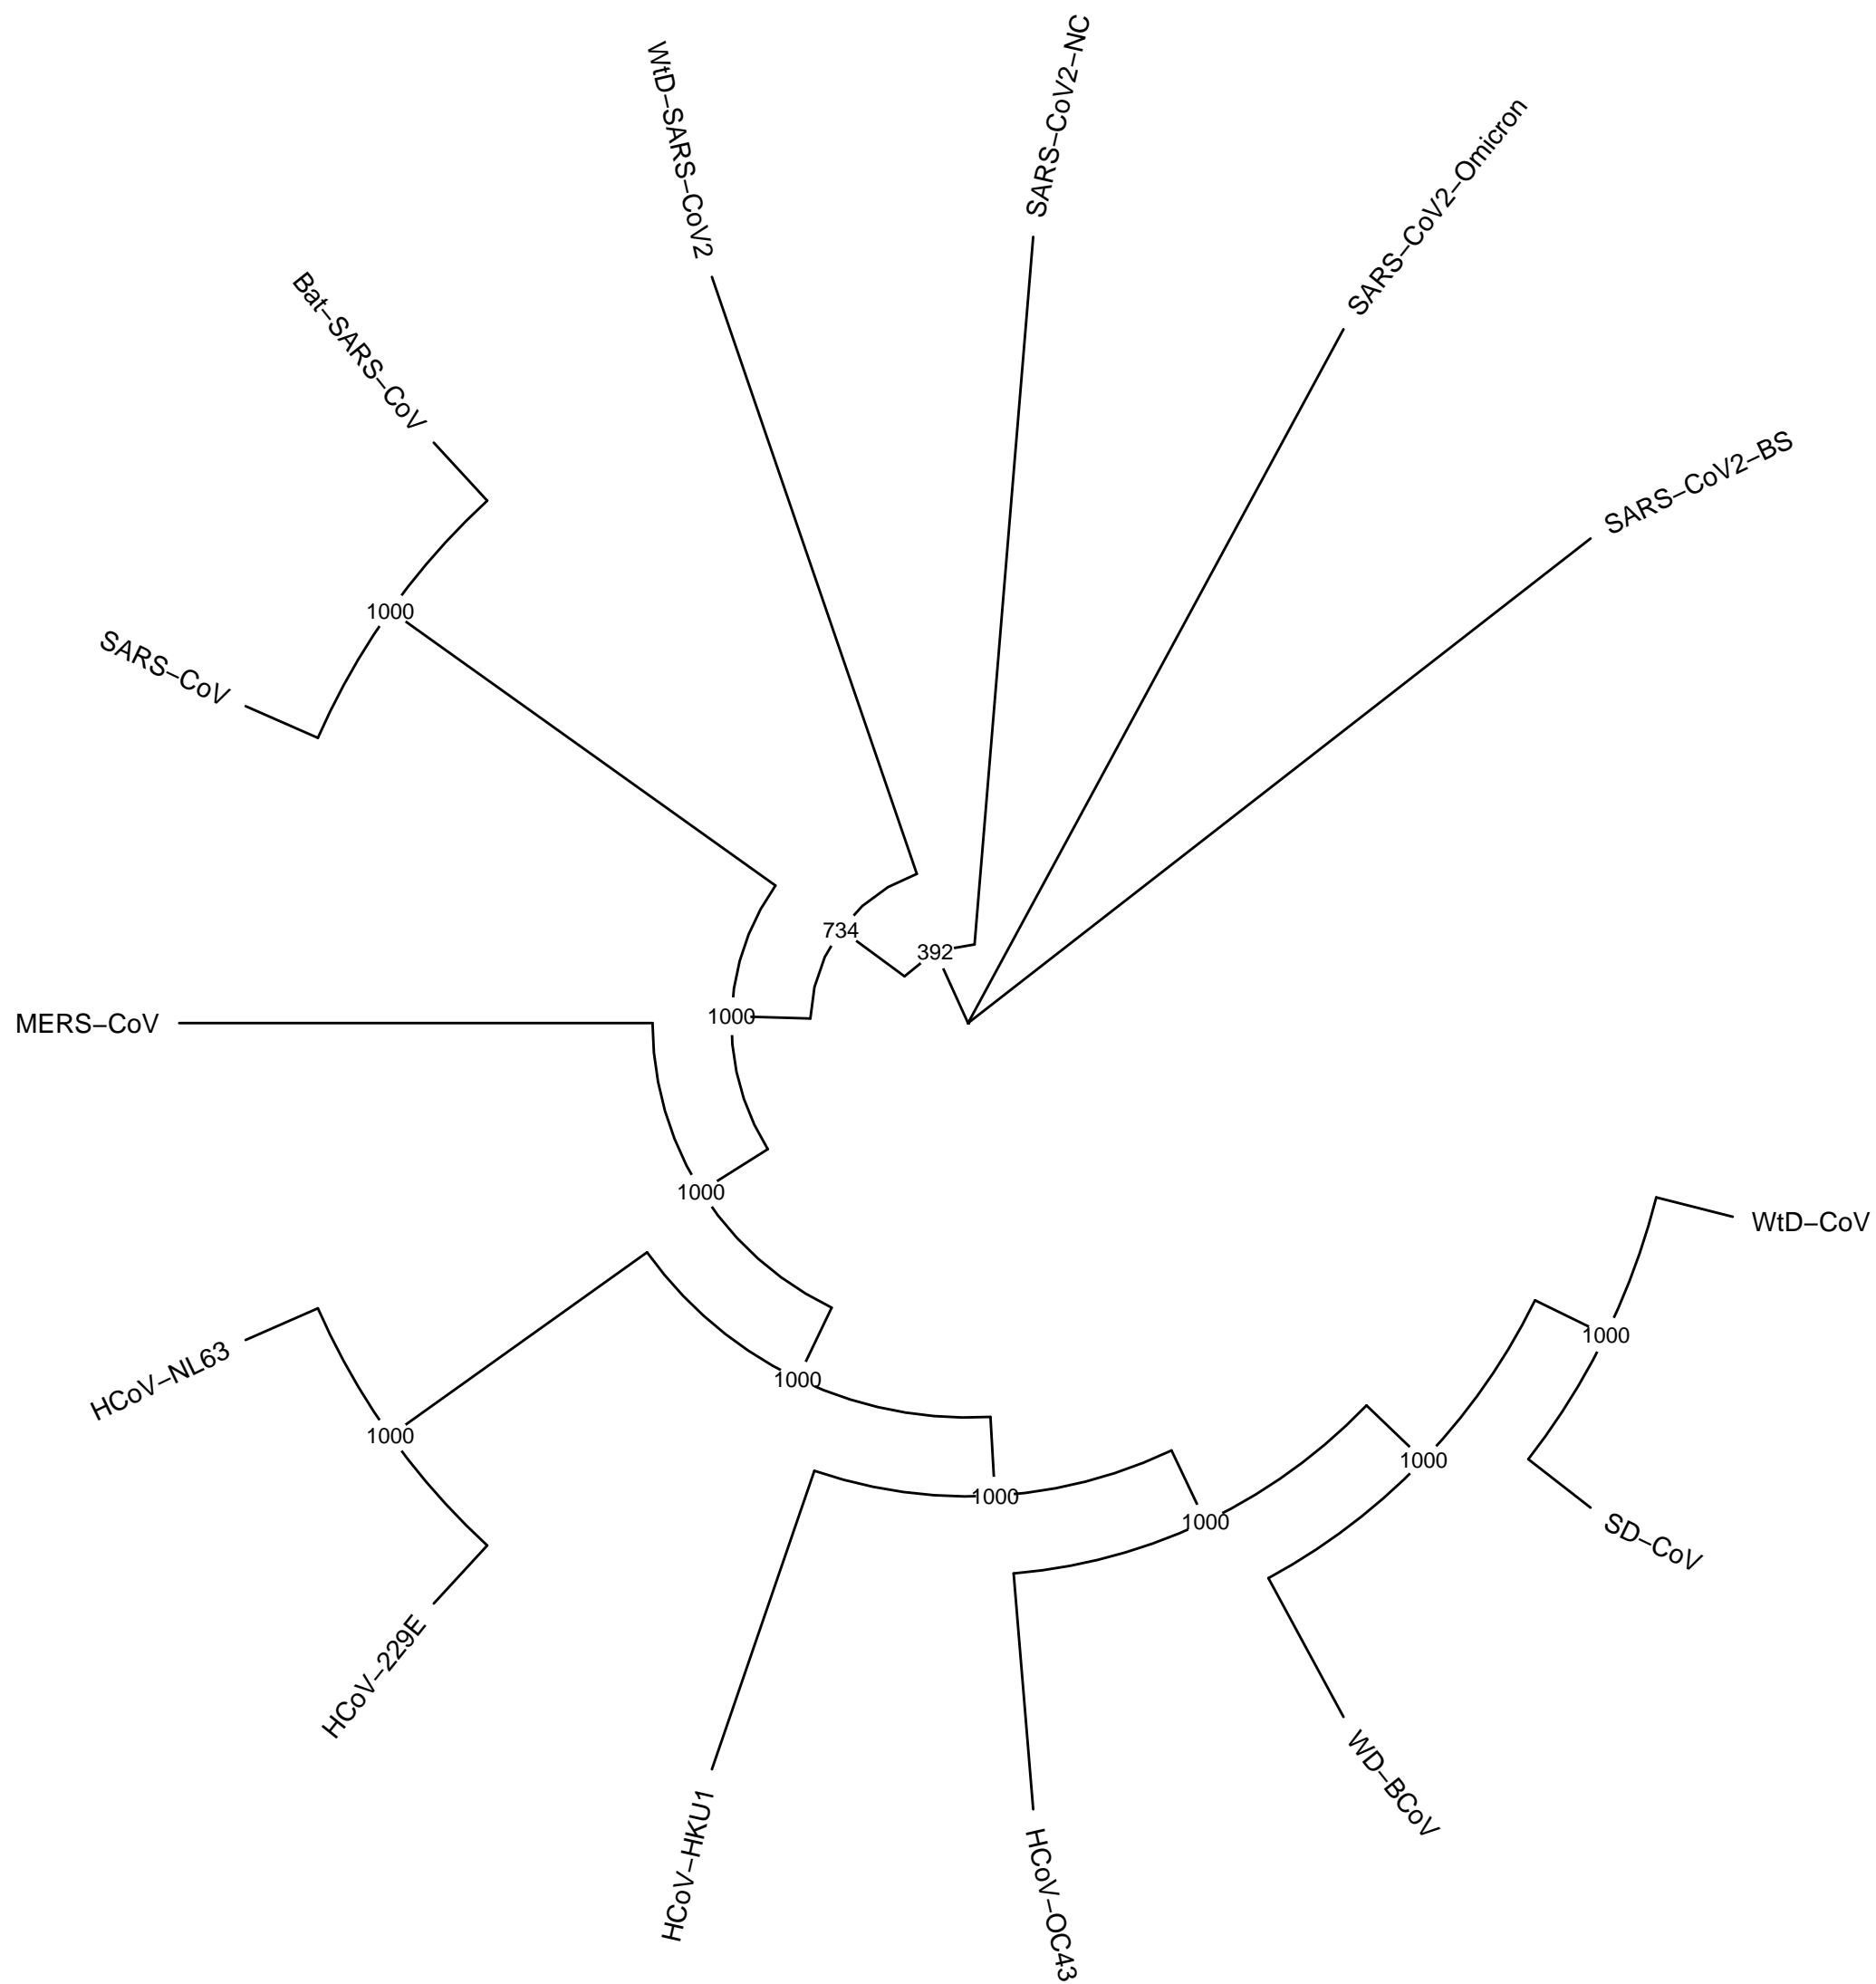 SARS–CoV2–NC
WtD–SARS–CoV2
SARS–CoV2–Omicron
Bat–SARS–CoV
SARS–CoV2–BS
1000
SARS–CoV
734
392
1000
MERS–CoV
1000
WtD–CoV
1000
HCoV–NL63
1000
1000
1000
1000
1000
SD–CoV
HCoV–229E
WD–BCoV
HCoV–HKU1
HCoV–OC43